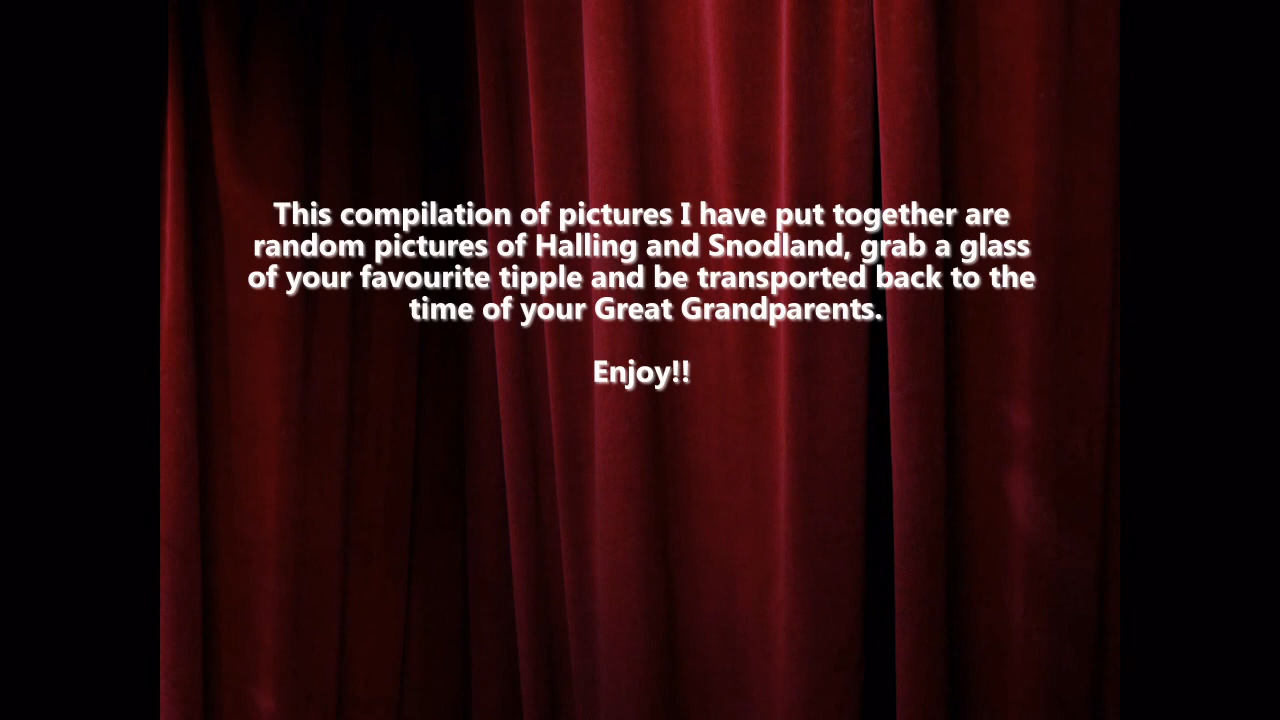 This compilation of pictures I have put together are
random pictures of Halling and Snodland, grab a glass
of your favourite tipple and be transported back to the
time of your Great Grandparents.
Enjoy!!